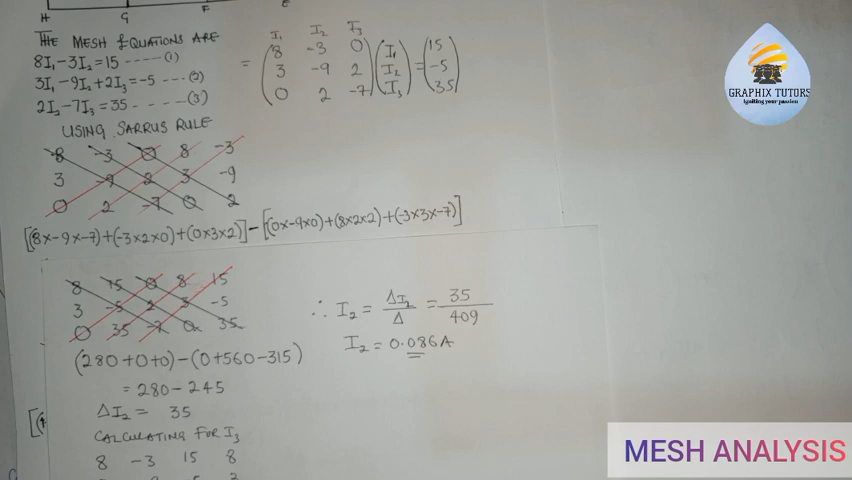 H G F E
THE MESH EQUATIONS ARE
8I₁-3I₂=15 -----(1)
3I₁-9I₂+2I₃=-5 ---(2)
2I₂-7I₃=35 - - - - -(3)
I₁ I₂ I₃
= (8 -3 0) (I₁) = (15)
(3 -9 2) (I₂) (-5)
(0 2 -7) (I₃) (35)
USING SARRUS RULE
8 -3 0 8 -3
3 -9 2 3 -9
0 2 -7 0 2
[(8x-9x-7)+(-3x2x0)+(0x3x2)]-[(0x-9x0)+(8x2x2)+(-3x3x-7)]
8 15 0 8 15
3 -5 2 3 -5
0 35 -7 0 35
(280+0+0)-(0+560-315)
= 280-245
ΔI₂ = 35
∴ I₂ = ΔI₂/Δ = 35/409
I₂ = 0.086A
CALCULATING FOR I₃
8 -3 15 8
GRAPHIX TUTORS
igniting your passion
MESH ANALYSIS